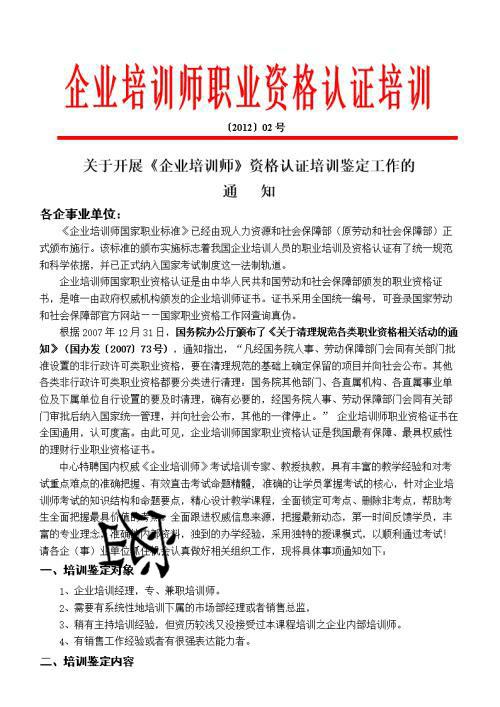 企业培训师职业资格认证培训
〔2012〕02号
关于开展《企业培训师》资格认证培训鉴定工作的
通 知
各企事业单位：
《企业培训师国家职业标准》已经由现人力资源和社会保障部（原劳动和社会保障部）正
式颁布施行。该标准的颁布实施标志着我国企业培训人员的职业培训及资格认证有了统一规范
和科学依据，并已正式纳入国家考试制度这一法制轨道。
企业培训师国家职业资格认证是由中华人民共和国劳动和社会保障部颁发的职业资格证
书，是唯一由政府权威机构颁发的企业培训师证书。证书采用全国统一编号，可登录国家劳动
和社会保障部官方网站——国家职业资格工作网查询真伪。
根据2007年12月31日，国务院办公厅颁布了《关于清理规范各类职业资格相关活动的通
知》（国办发〔2007〕73号），通知指出，“凡经国务院人事、劳动保障部门会同有关部门批
准设置的非行政许可类职业资格，要在清理规范的基础上确定保留的项目并向社会公布。其他
各类非行政许可类职业资格都要分类进行清理：国务院其他部门、各直属机构、各直属事业单
位及下属单位自行设置的要及时清理，确有必要的，经国务院人事、劳动保障部门会同有关部
门审批后纳入国家统一管理，并向社会公布，其他的一律停止。” 企业培训师职业资格证书在
全国通用，认可度高。由此可见，企业培训师国家职业资格认证是我国最有保障、最具权威性
的理财行业职业资格证书。
中心特聘国内权威《企业培训师》考试培训专家、教授执教，具有丰富的教学经验和对考
试重点难点的准确把握、有效直击考试命题精髓，准确的让学员掌握考试的核心，针对企业培
训师考试的知识结构和命题要点，精心设计教学课程，全面锁定可考点、删除非考点，帮助考
生全面把握最具价值的考点。全面跟进权威信息来源，把握最新动态，第一时间反馈学员，丰
富的专业理念、准确的内部资料，独到的办学经验，采用独特的授课模式，以顺利通过考试！
请各企（事）业单位抓住机会认真做好相关组织工作，现将具体事项通知如下：
一、培训鉴定对象
1、企业培训经理，专、兼职培训师。
2、需要有系统性地培训下属的市场部经理或者销售总监。
3、稍有主持培训经验，但资历较浅又没接受过本课程培训之企业内部培训师。
4、有销售工作经验或者有很强表达能力者。
二、培训鉴定内容